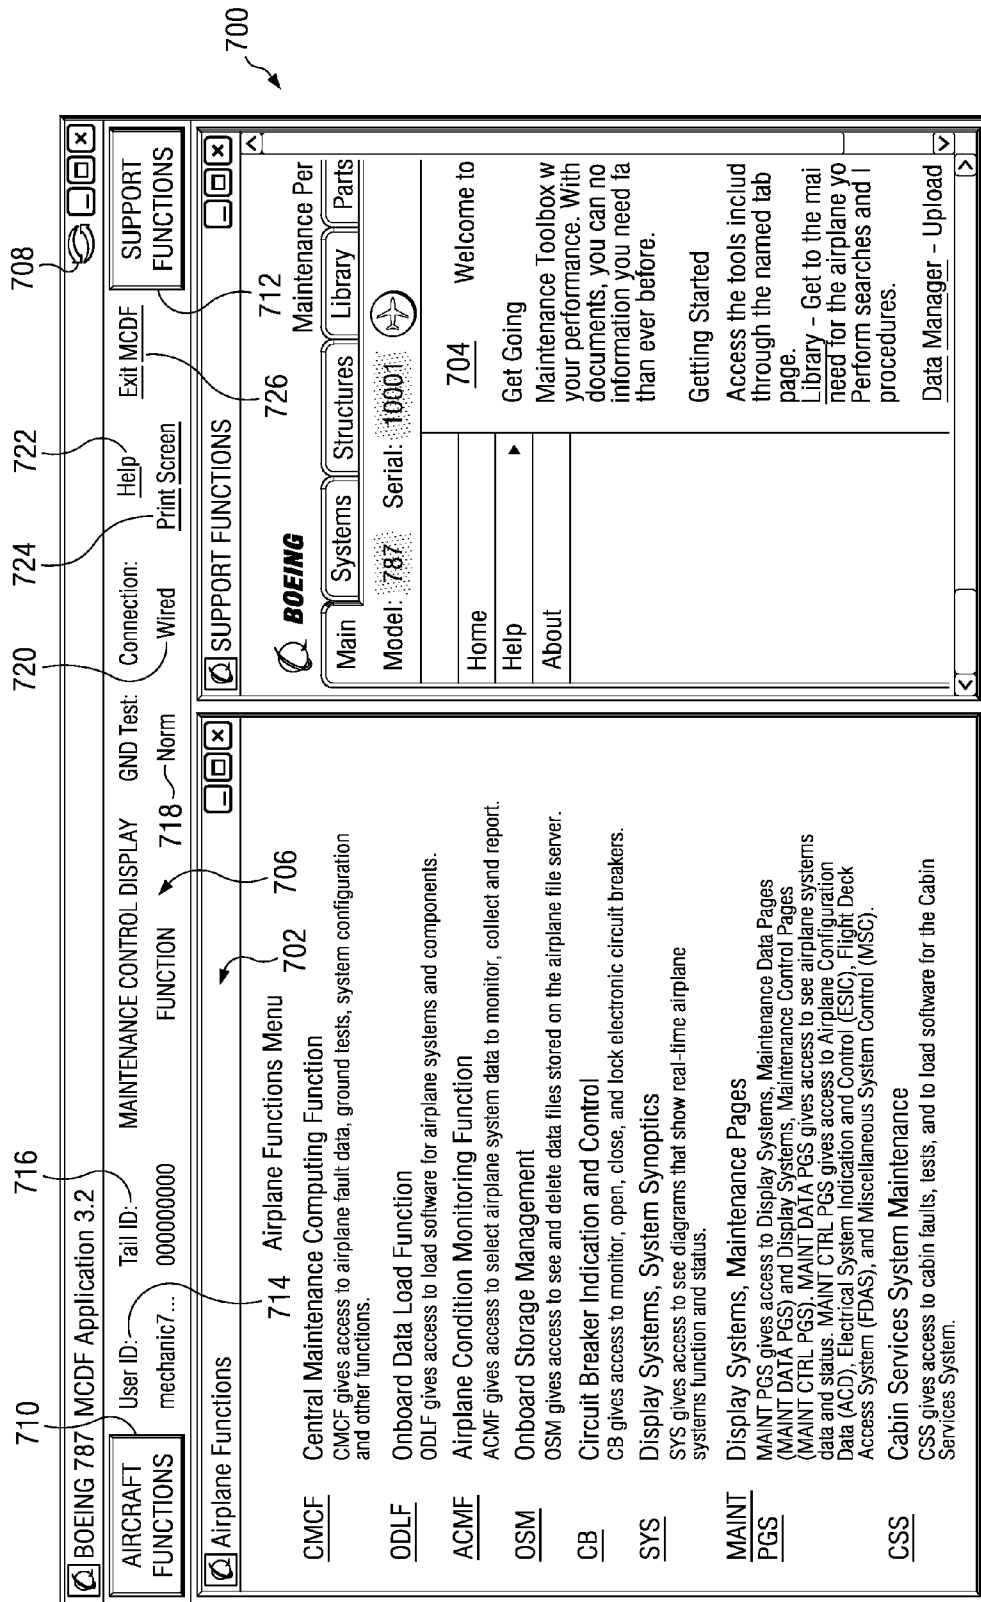 700
708
BOEING 787 MCDF Application 3.2
710
AIRCRAFT
FUNCTIONS
User ID:
mechanic7...
714
716
Tail ID:
000000000
MAINTENANCE CONTROL DISPLAY
FUNCTION
706
GND Test:
718
Norm
720
Connection:
Wired
722
Help
724
Print Screen
Exit MCDF
726
SUPPORT
FUNCTIONS
712
Airplane Functions
702
Airplane Functions Menu
CMCF
Central Maintenance Computing Function
CMCF gives access to airplane fault data, ground tests, system configuration
and other functions.
ODLF
Onboard Data Load Function
ODLF gives access to load software for airplane systems and components.
ACMF
Airplane Condition Monitoring Function
ACMF gives access to select airplane system data to monitor, collect and report.
OSM
Onboard Storage Management
OSM gives access to see and delete data files stored on the airplane file server.
CB
Circuit Breaker Indication and Control
CB gives access to monitor, open, close, and lock electronic circuit breakers.
SYS
Display Systems, System Synoptics
SYS gives access to see diagrams that show real-time airplane
systems function and status.
MAINT
PGS
Display Systems, Maintenance Pages
MAINT PGS gives access to Display Systems, Maintenance Data Pages
(MAINT DATA PGS) and Display Systems, Maintenance Control Pages
(MAINT CTRL PGS). MAINT DATA PGS gives access to see airplane systems
data and status. MAINT CTRL PGS gives access to Airplane Configuration
Data (ACD), Electrical System Indication and Control (ESIC), Flight Deck
Access System (FDAS), and Miscellaneous System Control (MSC).
CSS
Cabin Services System Maintenance
CSS gives access to cabin faults, tests, and to load software for the Cabin
Services System.
SUPPORT FUNCTIONS
BOEING
Maintenance Per
Main
Systems
Structures
Library
Parts
Model: 787 Serial: 10001
Home
Help
About
704
Welcome to
Get Going
Maintenance Toolbox w
your performance. With
documents, you can no
information you need fa
than ever before.
Getting Started
Access the tools includ
through the named tab
page.
Library - Get to the mai
need for the airplane yo
Perform searches and l
procedures.
Data Manager - Upload